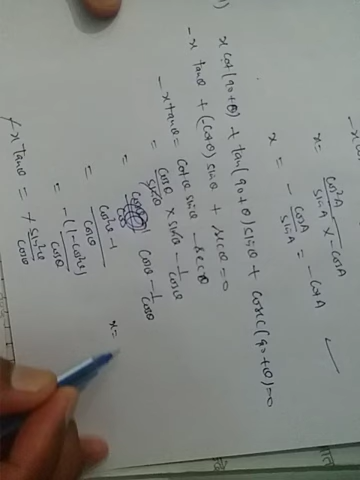 x = cos²A / sinA × -cosA
x = - cosA / sinA = - cotA
x cot(90+θ) + tan(90+θ) sinθ + cosec(90+θ)=0
-x tanθ + (-cotθ) sinθ + secθ = 0
-x tanθ = cotθ sinθ - secθ
= cosθ / sinθ × sinθ - 1 / cosθ
= cosθ - 1 / cosθ
= cos²θ - 1 / cosθ
= -(1-cos²θ) / cosθ
-x tanθ = + sin²θ / cosθ
x =